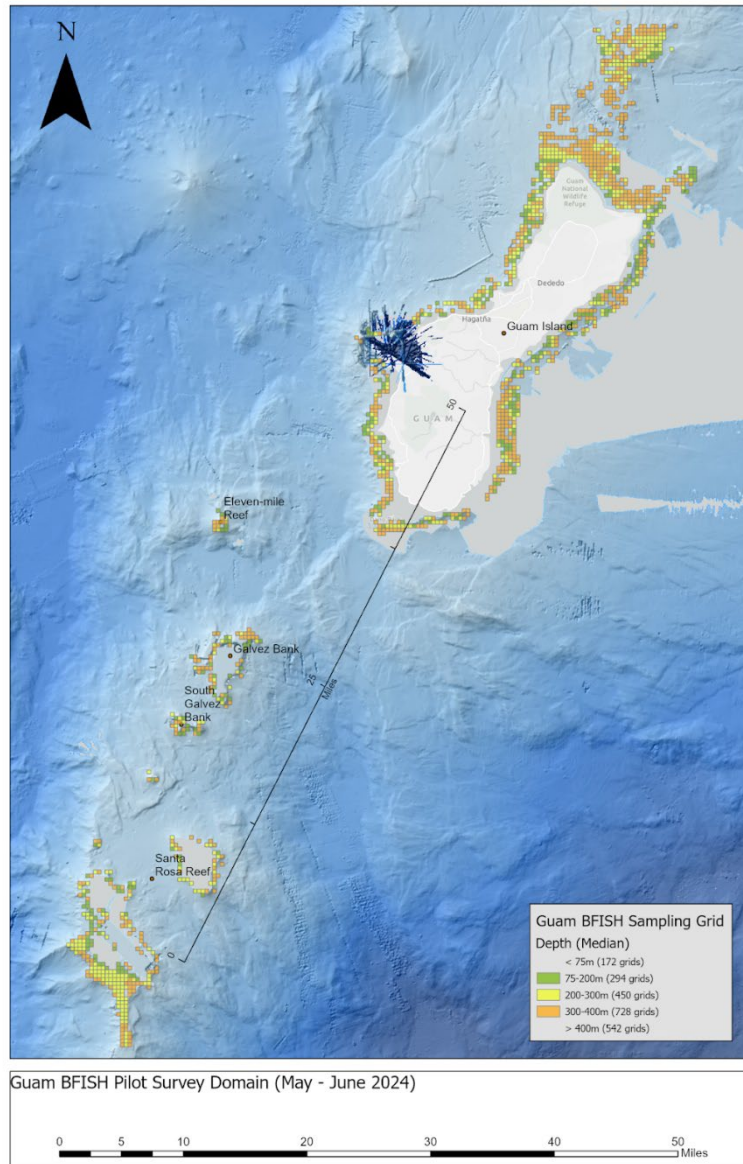 N
Guam
National
Wildlife
Refuge
Dededo
Hagåtña
Guam Island
GUAM
50
Eleven-mile
Reef
Galvez Bank
25
Miles
South
Galvez
Bank
Santa
Rosa Reef
0
Guam BFISH Sampling Grid
Depth (Median)
< 75m (172 grids)
75-200m (294 grids)
200-300m (450 grids)
300-400m (728 grids)
> 400m (542 grids)
Guam BFISH Pilot Survey Domain (May - June 2024)
0 5 10 20 30 40 50
Miles